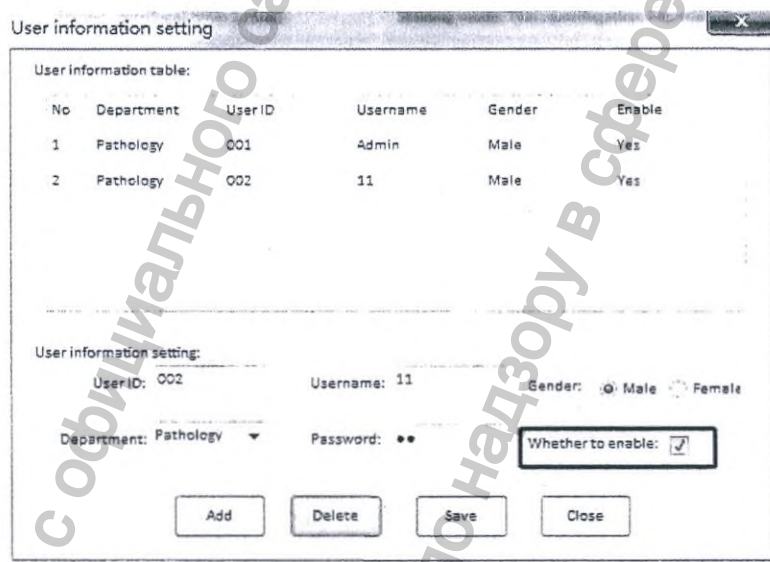 User information setting
User information table:
No Department User ID Username Gender Enable
1 Pathology 001 Admin Male Yes
2 Pathology 002 11 Male Yes
User information setting:
User ID: 002 Username: 11 Gender: Male Female
Department: Pathology Password: •• Whether to enable:
Add Delete Save Close
с официального са
по надзору в сфере